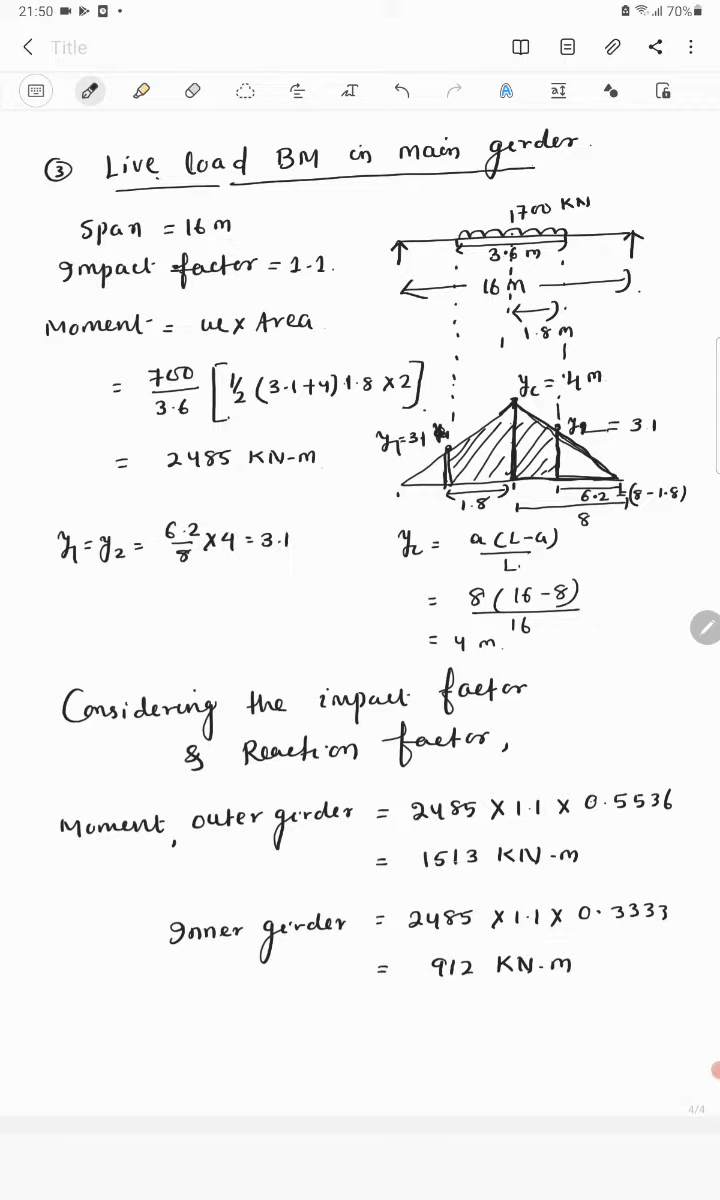 21:50
70%
Title
③ Live load BM in main girder.
Span = 16 m
Impact factor = 1.1.
Moment = w x Area
= 700/3.6 [1/2 (3.1+4) 1.8 x 2]
= 2485 KN-m
1700 KN
3.6 m
16 m
1.8 m
yc = 4 m
y1 = 3.1
y2 = 3.1
1.8
6.2 (8-1.8)
8
y1 = y2 = 6.2/8 x 4 = 3.1
yc = a(L-a)/L.
= 8(16-8)/16
= 4 m.
Considering the impact factor
& Reaction factor,
Moment, outer girder = 2485 x 1.1 x 0.5536
= 1513 KN-m
Inner girder = 2485 x 1.1 x 0.3333
= 912 KN-m
4/4